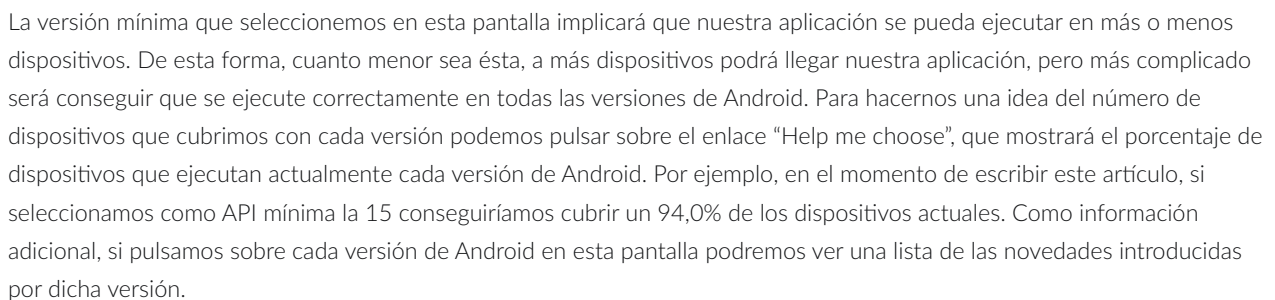 La versión mínima que seleccionemos en esta pantalla implicará que nuestra aplicación se pueda ejecutar en más o menos
dispositivos. De esta forma, cuanto menor sea ésta, a más dispositivos podrá llegar nuestra aplicación, pero más complicado
será conseguir que se ejecute correctamente en todas las versiones de Android. Para hacernos una idea del número de
dispositivos que cubrimos con cada versión podemos pulsar sobre el enlace “Help me choose”, que mostrará el porcentaje de
dispositivos que ejecutan actualmente cada versión de Android. Por ejemplo, en el momento de escribir este artículo, si
seleccionamos como API mínima la 15 conseguiríamos cubrir un 94,0% de los dispositivos actuales. Como información
adicional, si pulsamos sobre cada versión de Android en esta pantalla podremos ver una lista de las novedades introducidas
por dicha versión.